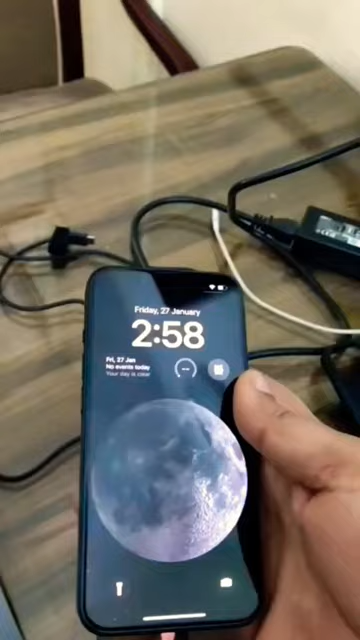 Friday, 27 January
2:58
Fri, 27 Jan
No events today
Your day is clear